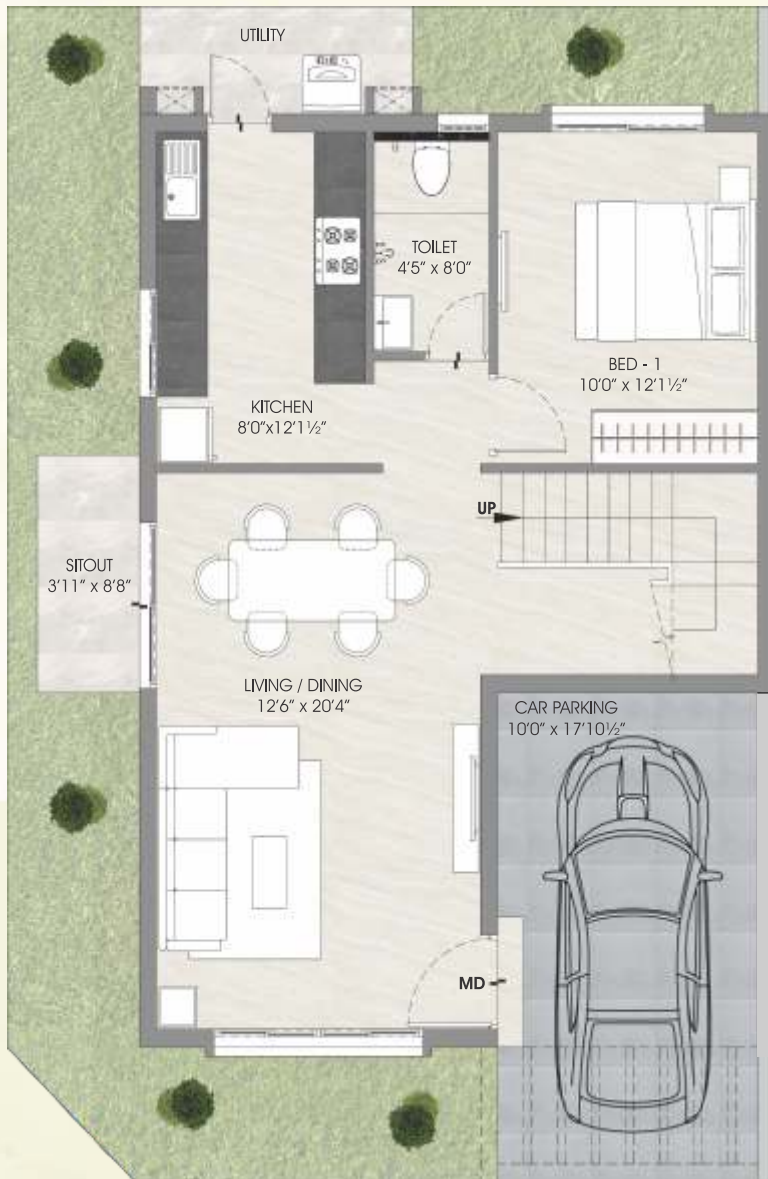 UTILITY
TOILET
4'5" x 8'0"
BED - 1
10'0" x 12'1½"
KITCHEN
8'0"x12'1½"
UP
SITOUT
3'11" x 8'8"
LIVING / DINING
12'6" x 20'4"
CAR PARKING
10'0" x 17'10½"
MD